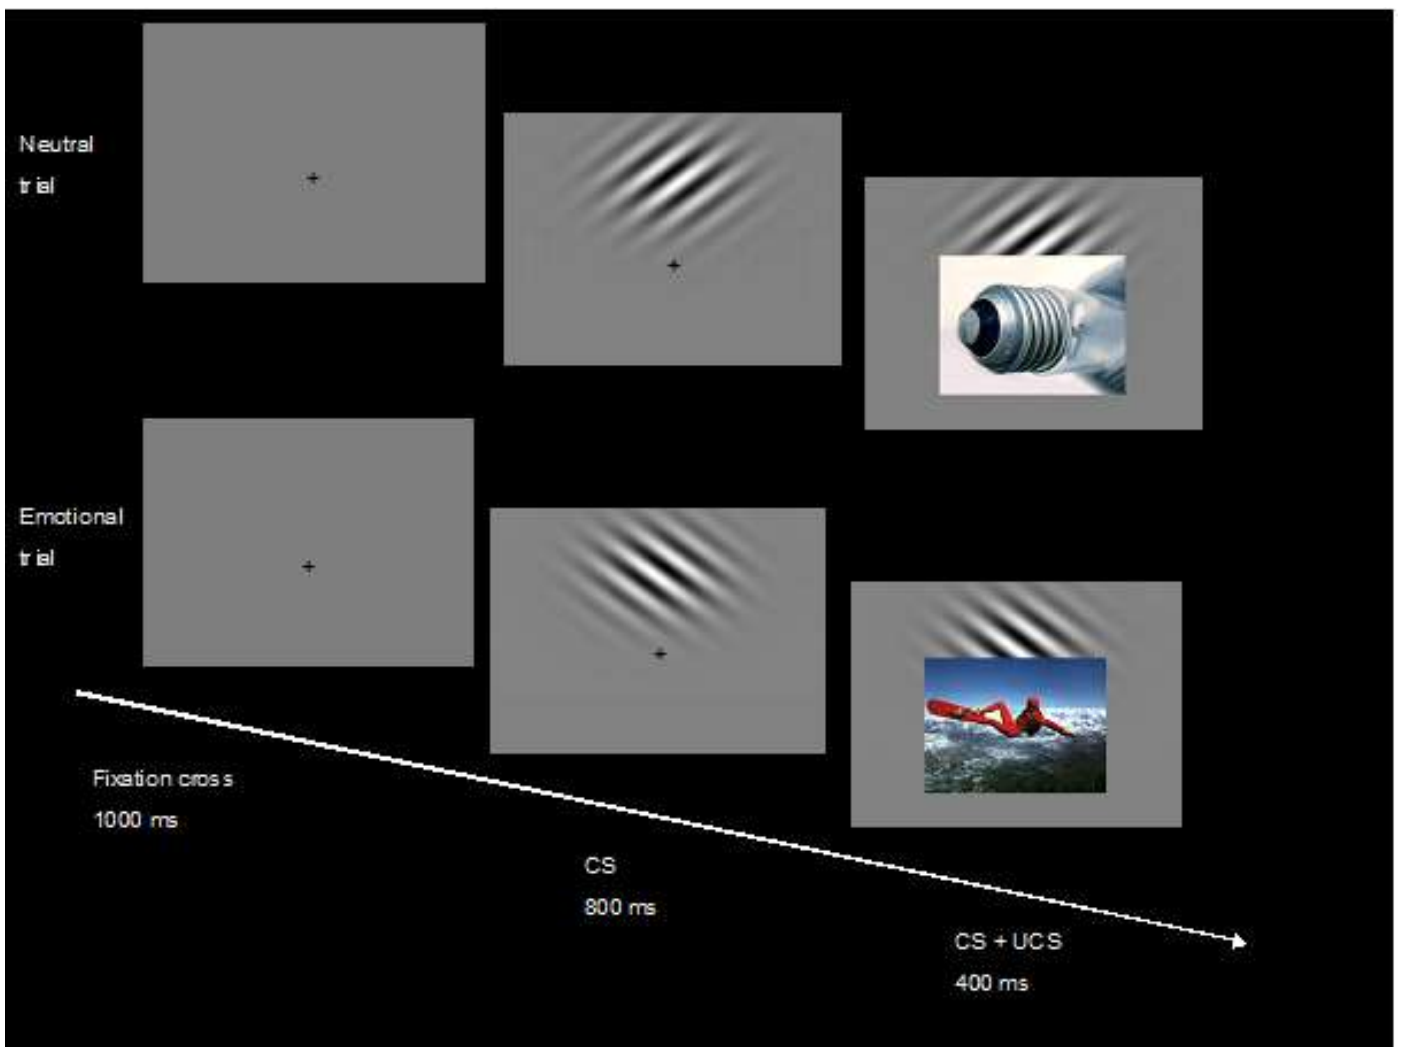 Neutral
trial
Emotional
trial
Fixation cross
1000 ms
CS
800 ms
CS + UCS
400 ms